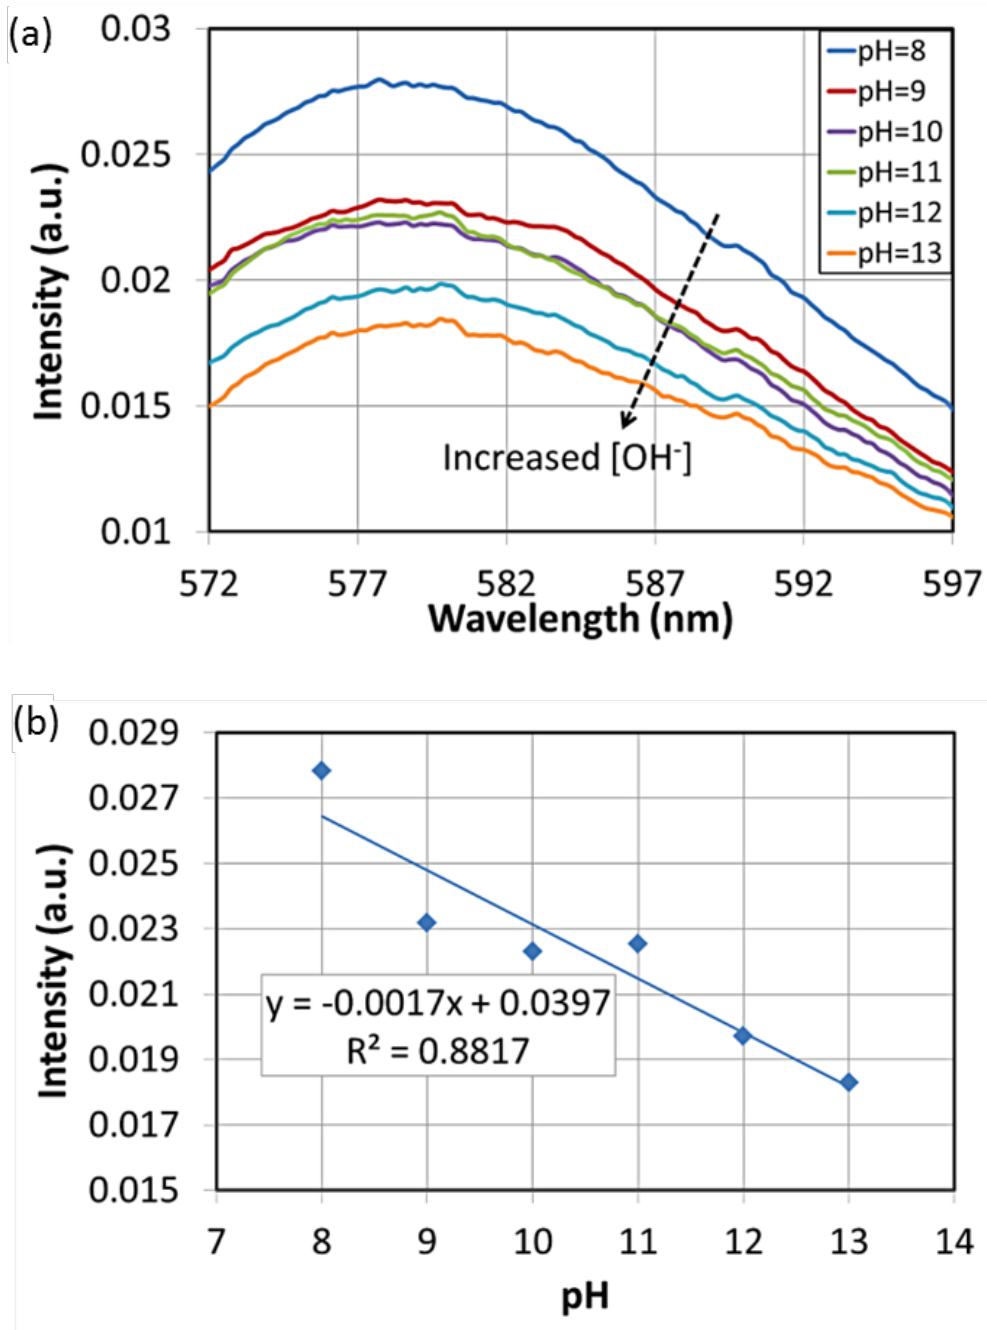 (a)
0.03
0.025
0.02
0.015
0.01
Intensity (a.u.)
pH=8
pH=9
pH=10
pH=11
pH=12
pH=13
Increased [OH⁻]
572 577 582 587 592 597
Wavelength (nm)
(b)
0.029
0.027
0.025
0.023
0.021
0.019
0.017
0.015
Intensity (a.u.)
y = -0.0017x + 0.0397
R² = 0.8817
7 8 9 10 11 12 13 14
pH